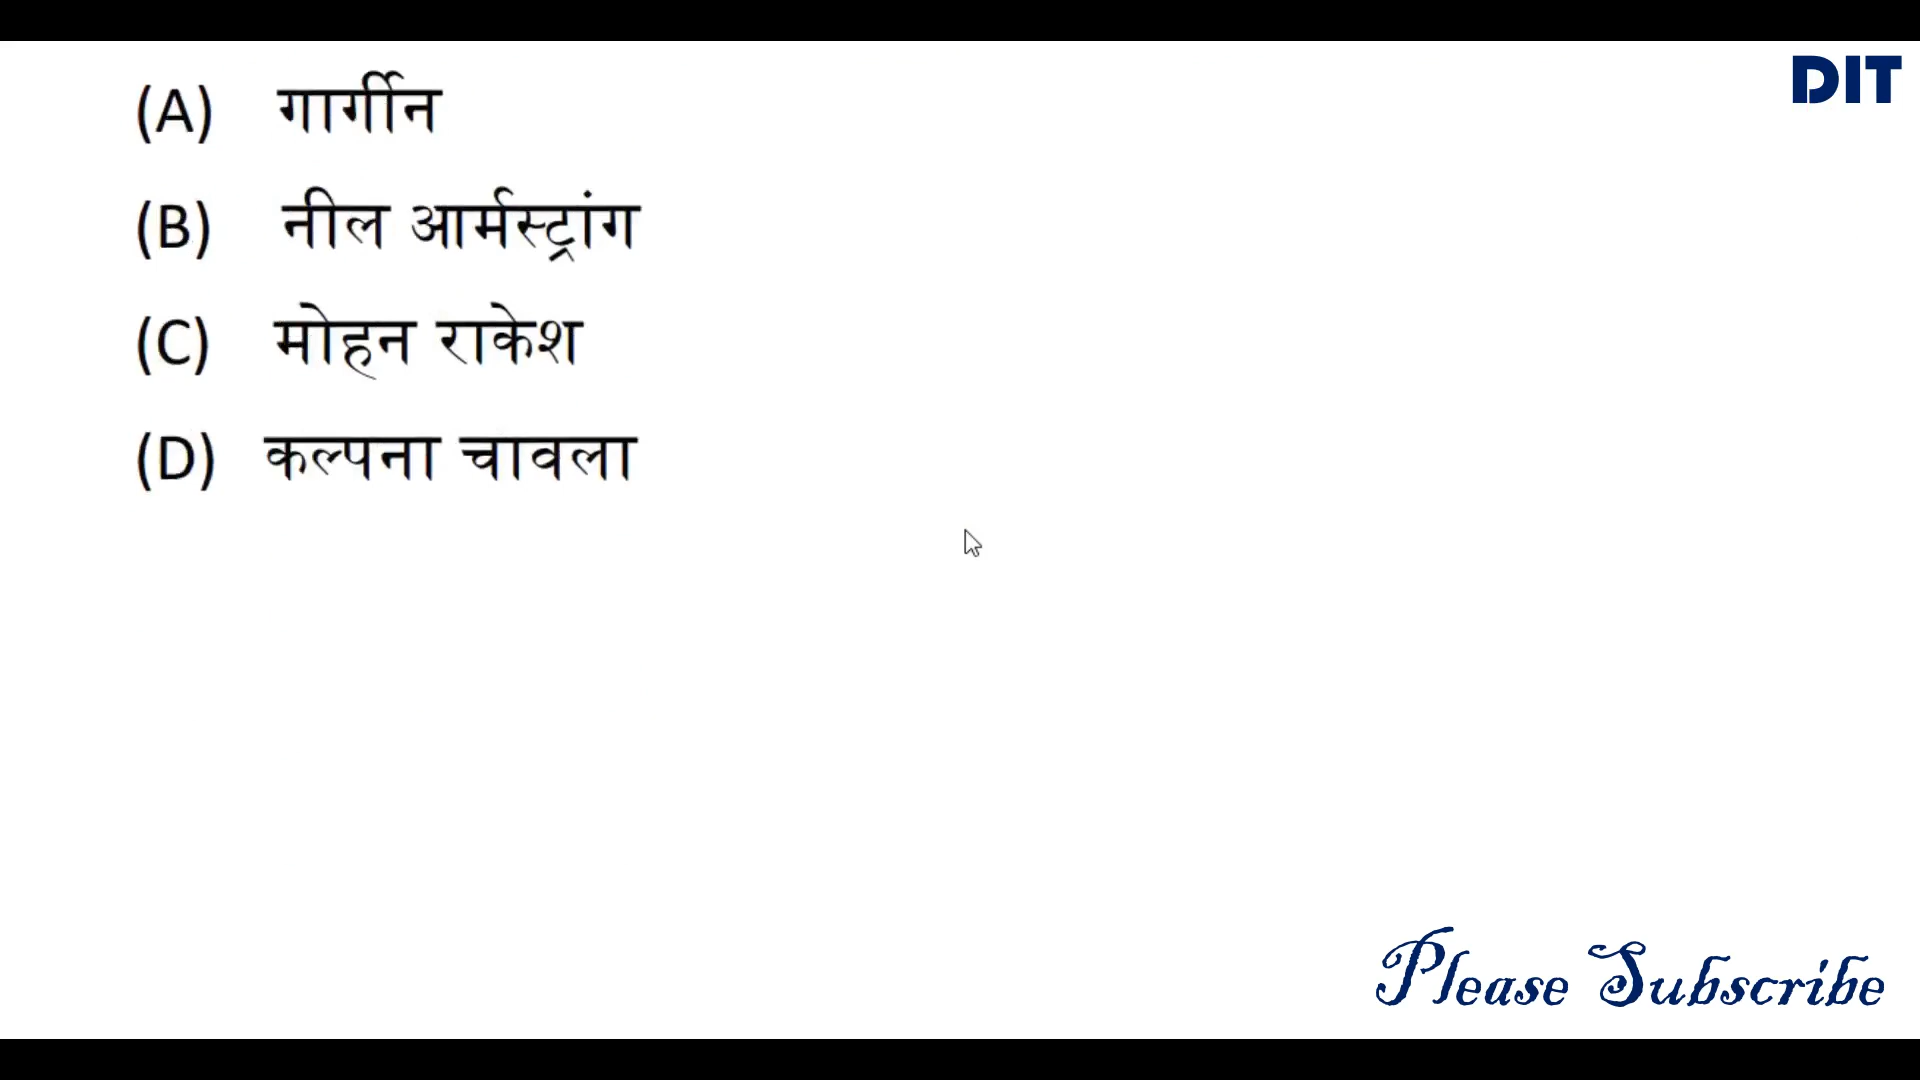 DIT
(A) गार्गीन
(B) नील आर्मस्ट्रांग
(C) मोहन राकेश
(D) कल्पना चावला
Please Subscribe